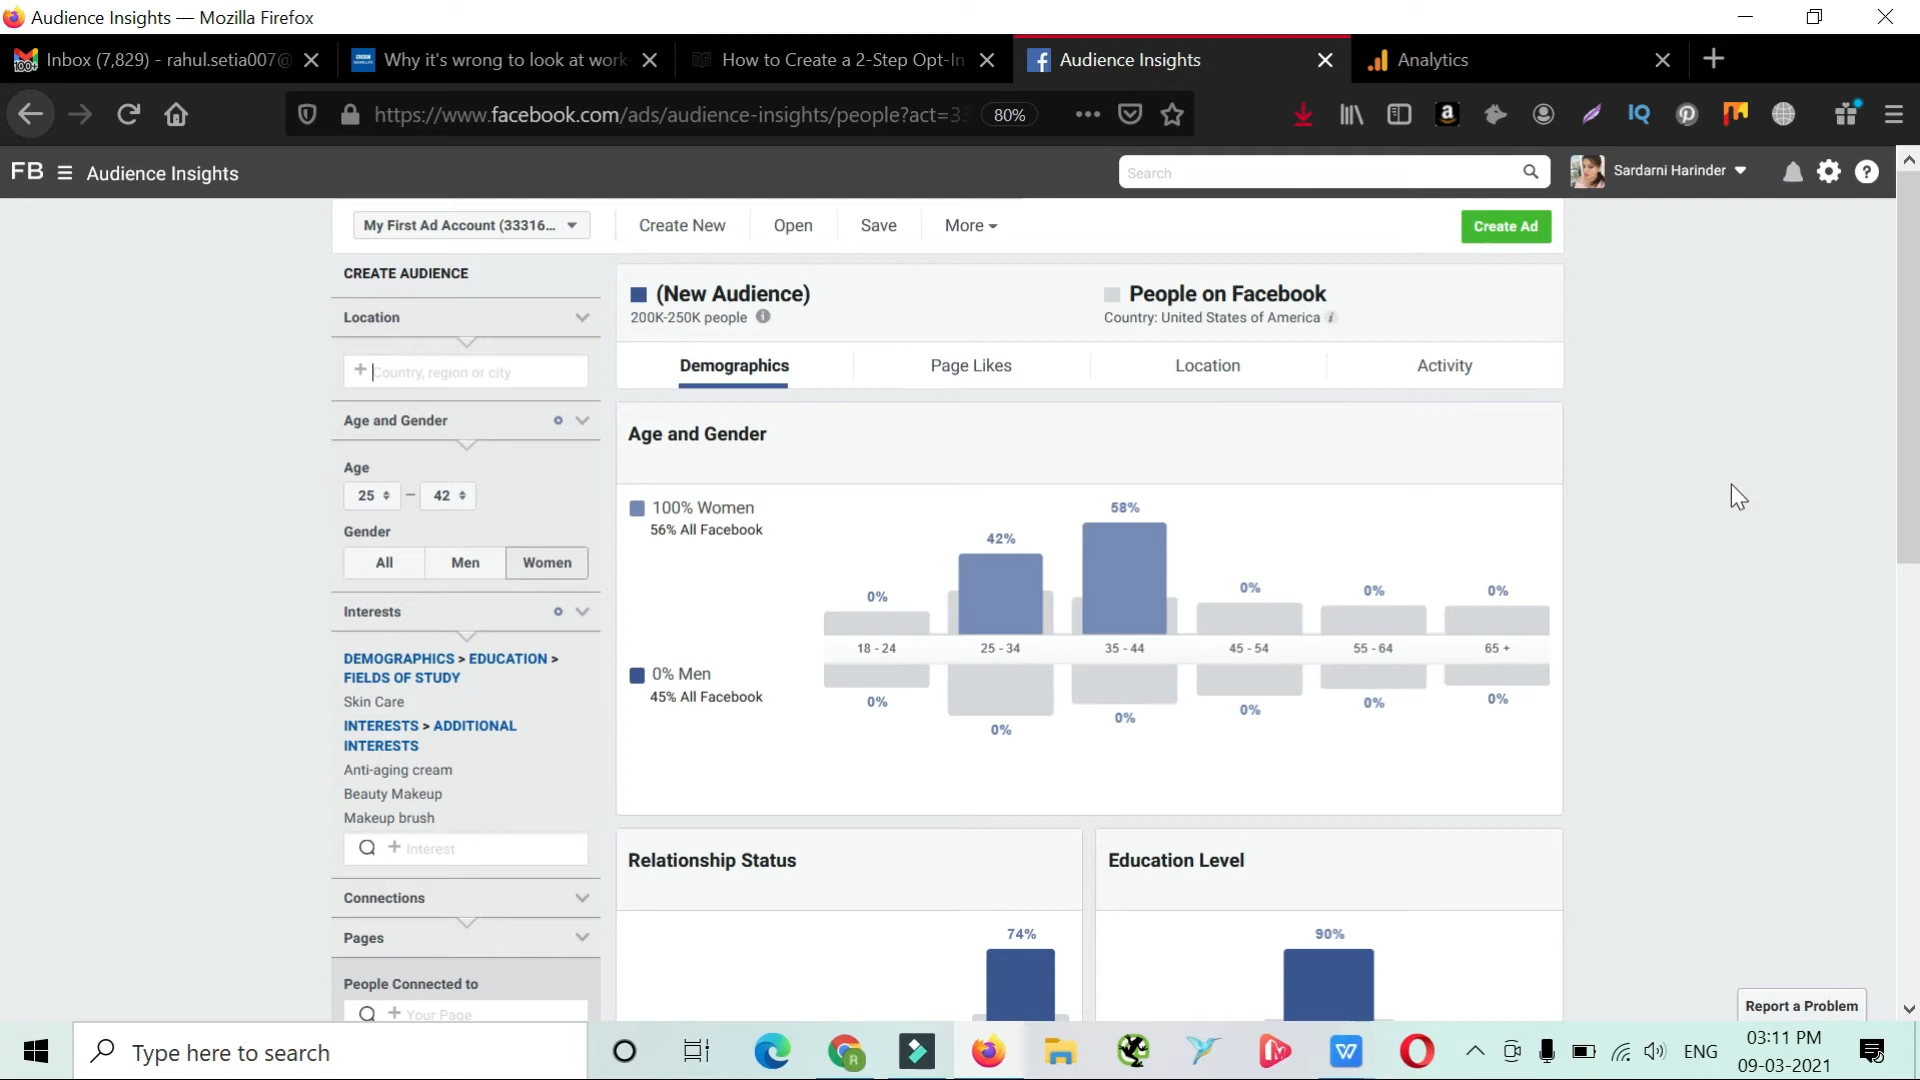 Audience Insights — Mozilla Firefox
Inbox (7,829) - rahul.setia007@
Why it's wrong to look at work
How to Create a 2-Step Opt-In
Audience Insights
Analytics
https://www.facebook.com/ads/audience-insights/people?act=33
80%
FB
Audience Insights
Search
Sardarni Harinder
My First Ad Account (33316...
Create New
Open
Save
More
Create Ad
CREATE AUDIENCE
Location
+ Country, region or city
Age and Gender
Age
25 – 42
Gender
All
Men
Women
Interests
DEMOGRAPHICS > EDUCATION >
FIELDS OF STUDY
Skin Care
INTERESTS > ADDITIONAL
INTERESTS
Anti-aging cream
Beauty Makeup
Makeup brush
+ Interest
Connections
Pages
People Connected to
+ Your Page
(New Audience)
200K-250K people
People on Facebook
Country: United States of America
Demographics
Page Likes
Location
Activity
Age and Gender
100% Women
56% All Facebook
0% 42% 58% 0% 0% 0%
18 - 24 25 - 34 35 - 44 45 - 54 55 - 64 65 +
0% Men
45% All Facebook
0% 0% 0% 0% 0% 0%
Relationship Status
74%
Education Level
90%
Report a Problem
Type here to search
ENG
03:11 PM
09-03-2021